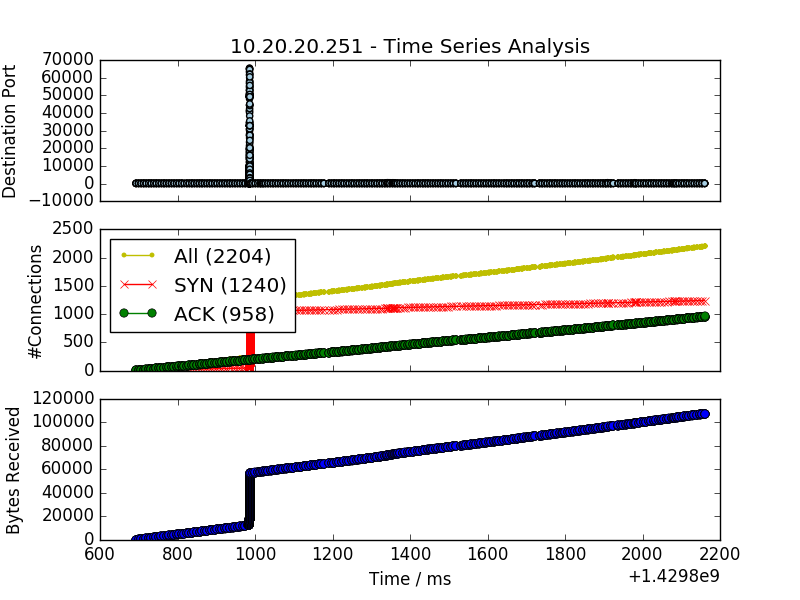 10.20.20.251 - Time Series Analysis
Destination Port
70000
60000
50000
40000
30000
20000
10000
0
−10000
#Connections
2500
2000
1500
1000
500
0
All (2204)
SYN (1240)
ACK (958)
Bytes Received
120000
100000
80000
60000
40000
20000
0
600 800 1000 1200 1400 1600 1800 2000 2200
Time / ms
+1.4298e9